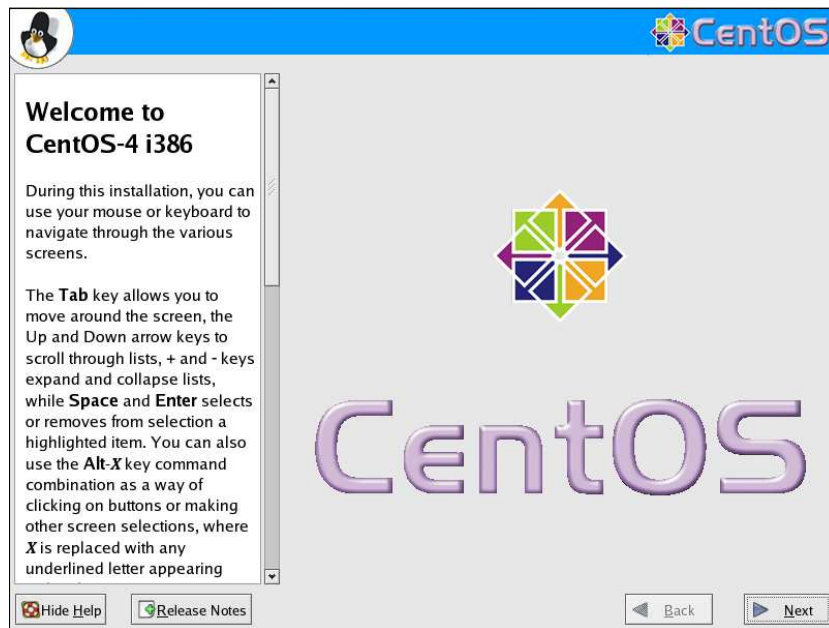 CentOS
Welcome to
CentOS-4 i386
During this installation, you can
use your mouse or keyboard to
navigate through the various
screens.
The Tab key allows you to
move around the screen, the
Up and Down arrow keys to
scroll through lists, + and - keys
expand and collapse lists,
while Space and Enter selects
or removes from selection a
highlighted item. You can also
use the Alt-X key command
combination as a way of
clicking on buttons or making
other screen selections, where
X is replaced with any
underlined letter appearing
CentOS
Hide Help
Release Notes
Back
Next